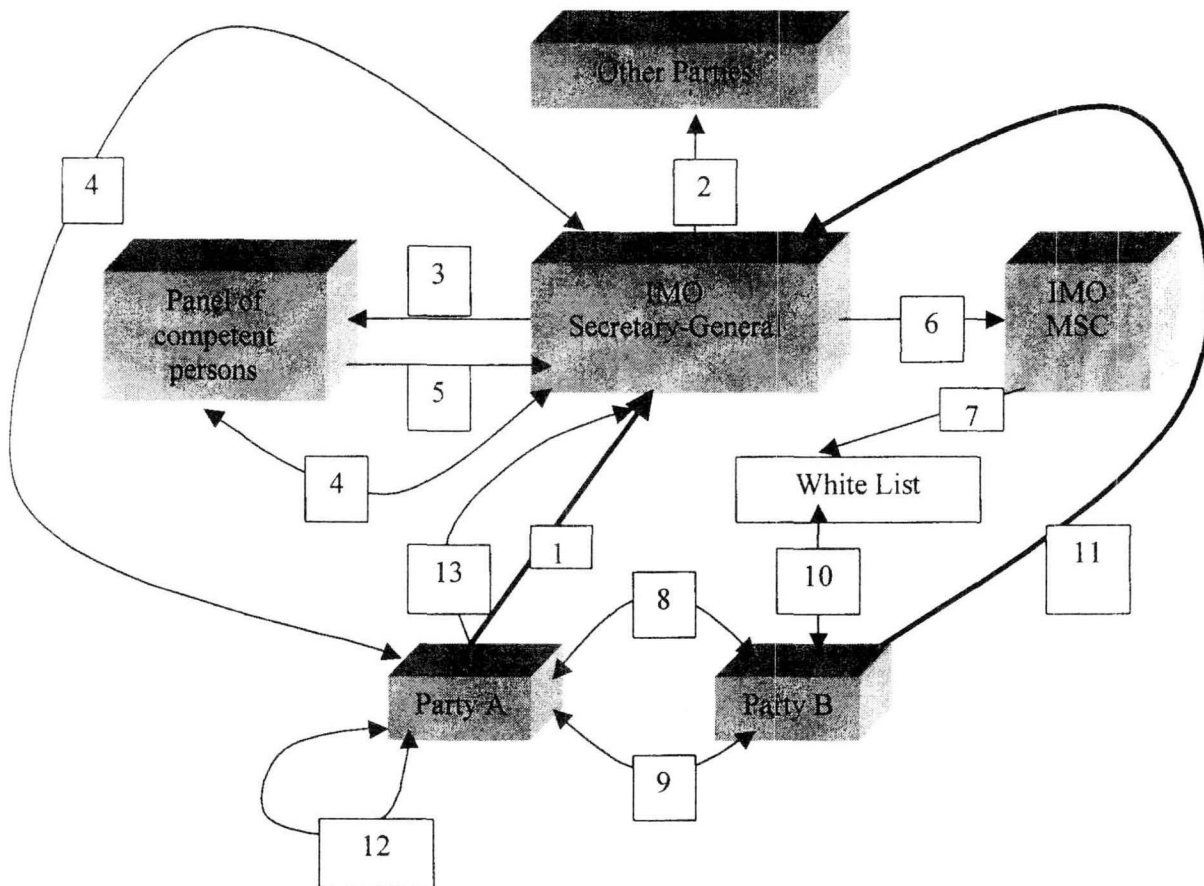 Other Parties
4
2
3
Panel of
competent
persons
IMO
Secretary-General
6
IMO
MSC
5
7
4
White List
13
1
10
11
8
Party A
Party B
9
12